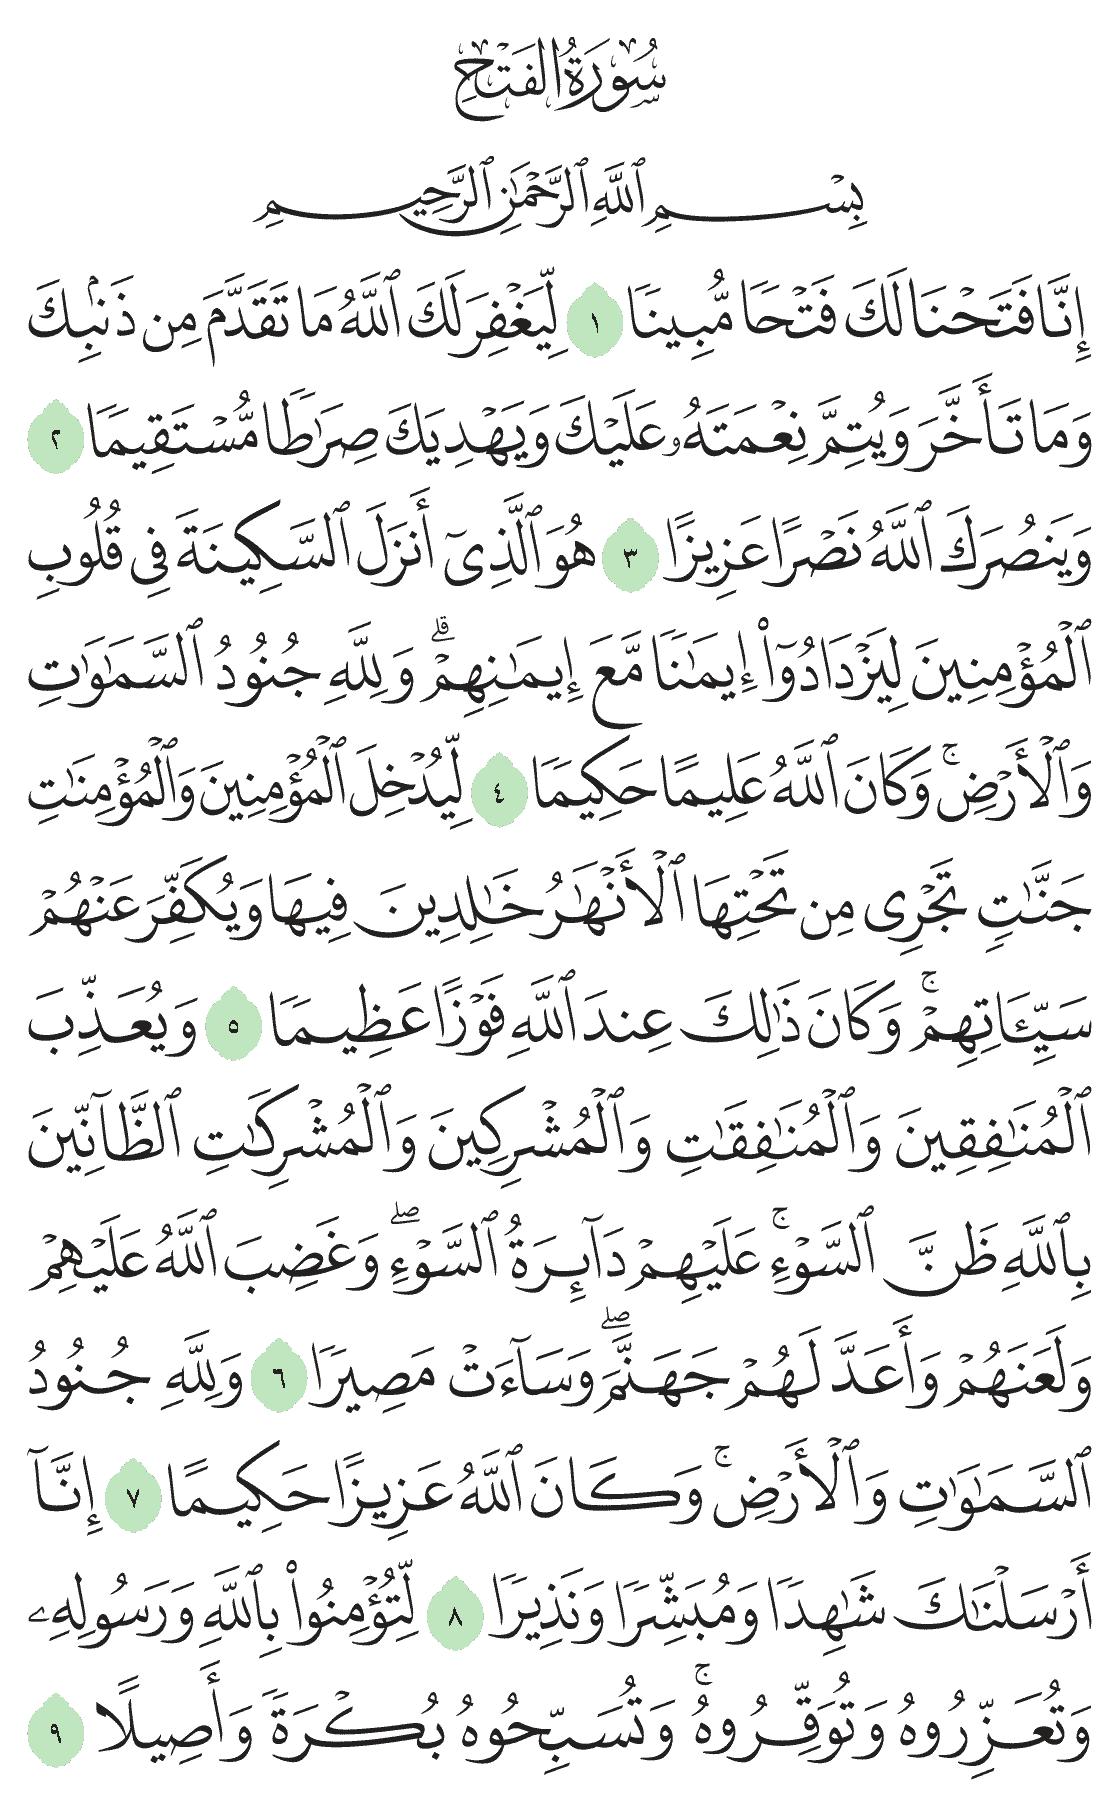 سُورَةُ الفَتۡحِ
بِسۡمِ ٱللَّهِ ٱلرَّحۡمَٰنِ ٱلرَّحِيمِ
إِنَّا فَتَحۡنَا لَكَ فَتۡحٗا مُّبِينٗا ١ لِّيَغۡفِرَ لَكَ ٱللَّهُ مَا تَقَدَّمَ مِن ذَنۢبِكَ
وَمَا تَأَخَّرَ وَيُتِمَّ نِعۡمَتَهُۥ عَلَيۡكَ وَيَهۡدِيَكَ صِرَٰطٗا مُّسۡتَقِيمٗا ٢
وَيَنصُرَكَ ٱللَّهُ نَصۡرًا عَزِيزًا ٣ هُوَ ٱلَّذِيٓ أَنزَلَ ٱلسَّكِينَةَ فِي قُلُوبِ
ٱلۡمُؤۡمِنِينَ لِيَزۡدَادُوٓاْ إِيمَٰنٗا مَّعَ إِيمَٰنِهِمۡۗ وَلِلَّهِ جُنُودُ ٱلسَّمَٰوَٰتِ
وَٱلۡأَرۡضِۚ وَكَانَ ٱللَّهُ عَلِيمًا حَكِيمٗا ٤ لِّيُدۡخِلَ ٱلۡمُؤۡمِنِينَ وَٱلۡمُؤۡمِنَٰتِ
جَنَّٰتٖ تَجۡرِي مِن تَحۡتِهَا ٱلۡأَنۡهَٰرُ خَٰلِدِينَ فِيهَا وَيُكَفِّرَ عَنۡهُمۡ
سَيِّـَٔاتِهِمۡۚ وَكَانَ ذَٰلِكَ عِندَ ٱللَّهِ فَوۡزًا عَظِيمٗا ٥ وَيُعَذِّبَ
ٱلۡمُنَٰفِقِينَ وَٱلۡمُنَٰفِقَٰتِ وَٱلۡمُشۡرِكِينَ وَٱلۡمُشۡرِكَٰتِ ٱلظَّآنِّينَ
بِٱللَّهِ ظَنَّ ٱلسَّوۡءِۚ عَلَيۡهِمۡ دَآئِرَةُ ٱلسَّوۡءِۖ وَغَضِبَ ٱللَّهُ عَلَيۡهِمۡ
وَلَعَنَهُمۡ وَأَعَدَّ لَهُمۡ جَهَنَّمَۖ وَسَآءَتۡ مَصِيرٗا ٦ وَلِلَّهِ جُنُودُ
ٱلسَّمَٰوَٰتِ وَٱلۡأَرۡضِۚ وَكَانَ ٱللَّهُ عَزِيزًا حَكِيمًا ٧ إِنَّآ
أَرۡسَلۡنَٰكَ شَٰهِدٗا وَمُبَشِّرٗا وَنَذِيرٗا ٨ لِّتُؤۡمِنُواْ بِٱللَّهِ وَرَسُولِهِۦ
وَتُعَزِّرُوهُ وَتُوَقِّرُوهُۚ وَتُسَبِّحُوهُ بُكۡرَةٗ وَأَصِيلًا ٩